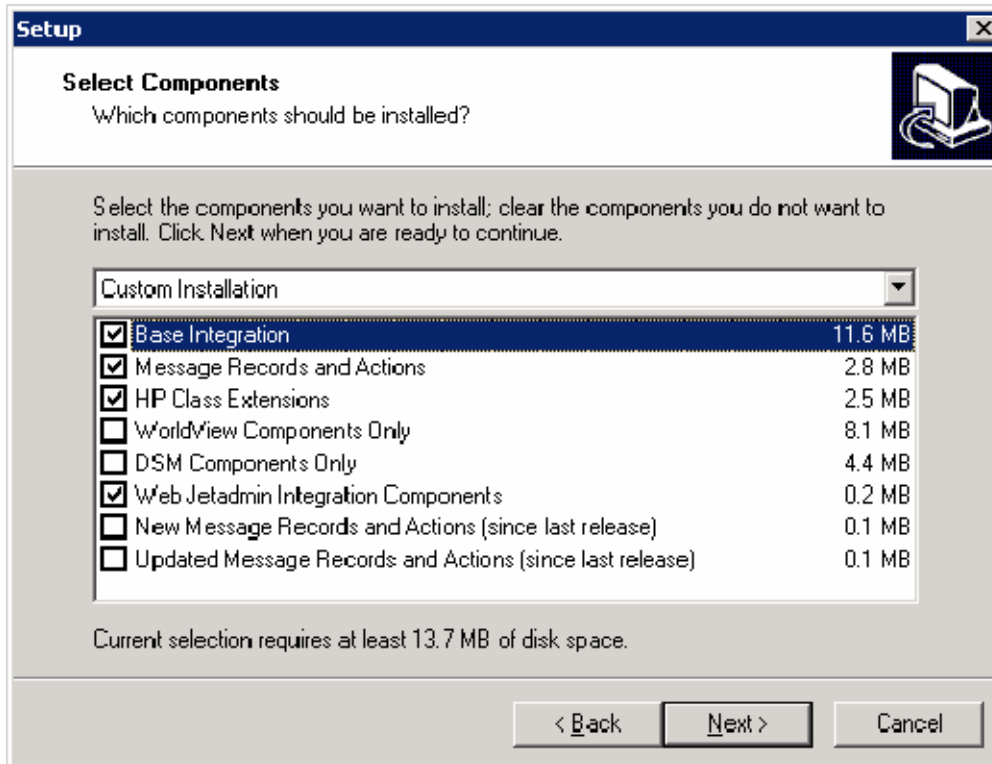 Setup
Select Components
Which components should be installed?
Select the components you want to install; clear the components you do not want to
install. Click Next when you are ready to continue.
Custom Installation
Base Integration 11.6 MB
Message Records and Actions 2.8 MB
HP Class Extensions 2.5 MB
WorldView Components Only 8.1 MB
DSM Components Only 4.4 MB
Web Jetadmin Integration Components 0.2 MB
New Message Records and Actions (since last release) 0.1 MB
Updated Message Records and Actions (since last release) 0.1 MB
Current selection requires at least 13.7 MB of disk space.
< Back Next > Cancel